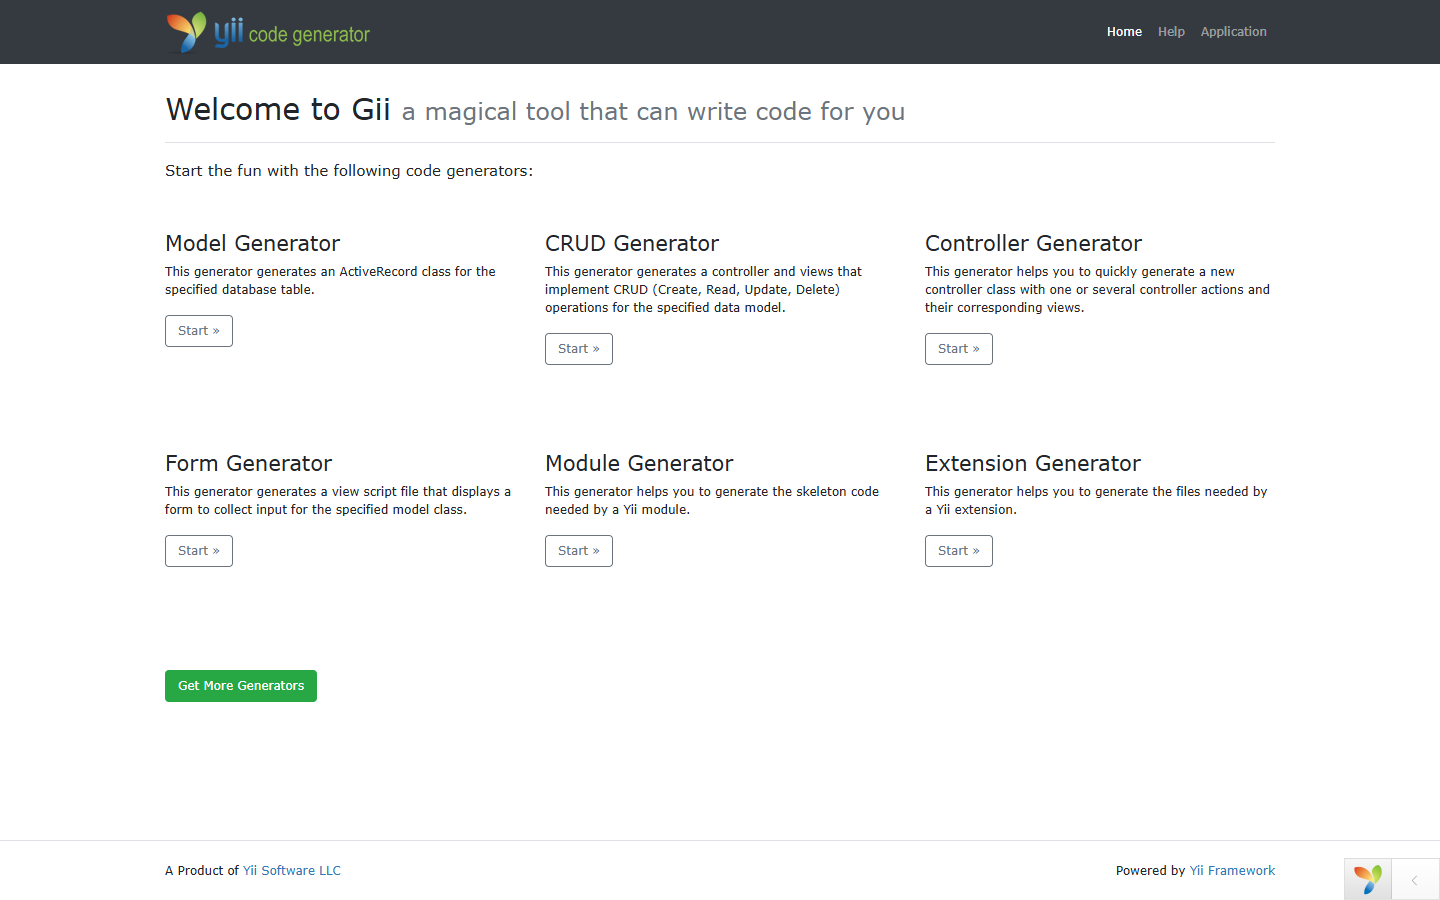 yii code generator
Home Help Application
Welcome to Gii a magical tool that can write code for you
Start the fun with the following code generators:
Model Generator
This generator generates an ActiveRecord class for the
specified database table.
Start »
CRUD Generator
This generator generates a controller and views that
implement CRUD (Create, Read, Update, Delete)
operations for the specified data model.
Start »
Controller Generator
This generator helps you to quickly generate a new
controller class with one or several controller actions and
their corresponding views.
Start »
Form Generator
This generator generates a view script file that displays a
form to collect input for the specified model class.
Start »
Module Generator
This generator helps you to generate the skeleton code
needed by a Yii module.
Start »
Extension Generator
This generator helps you to generate the files needed by
a Yii extension.
Start »
Get More Generators
A Product of Yii Software LLC
Powered by Yii Framework